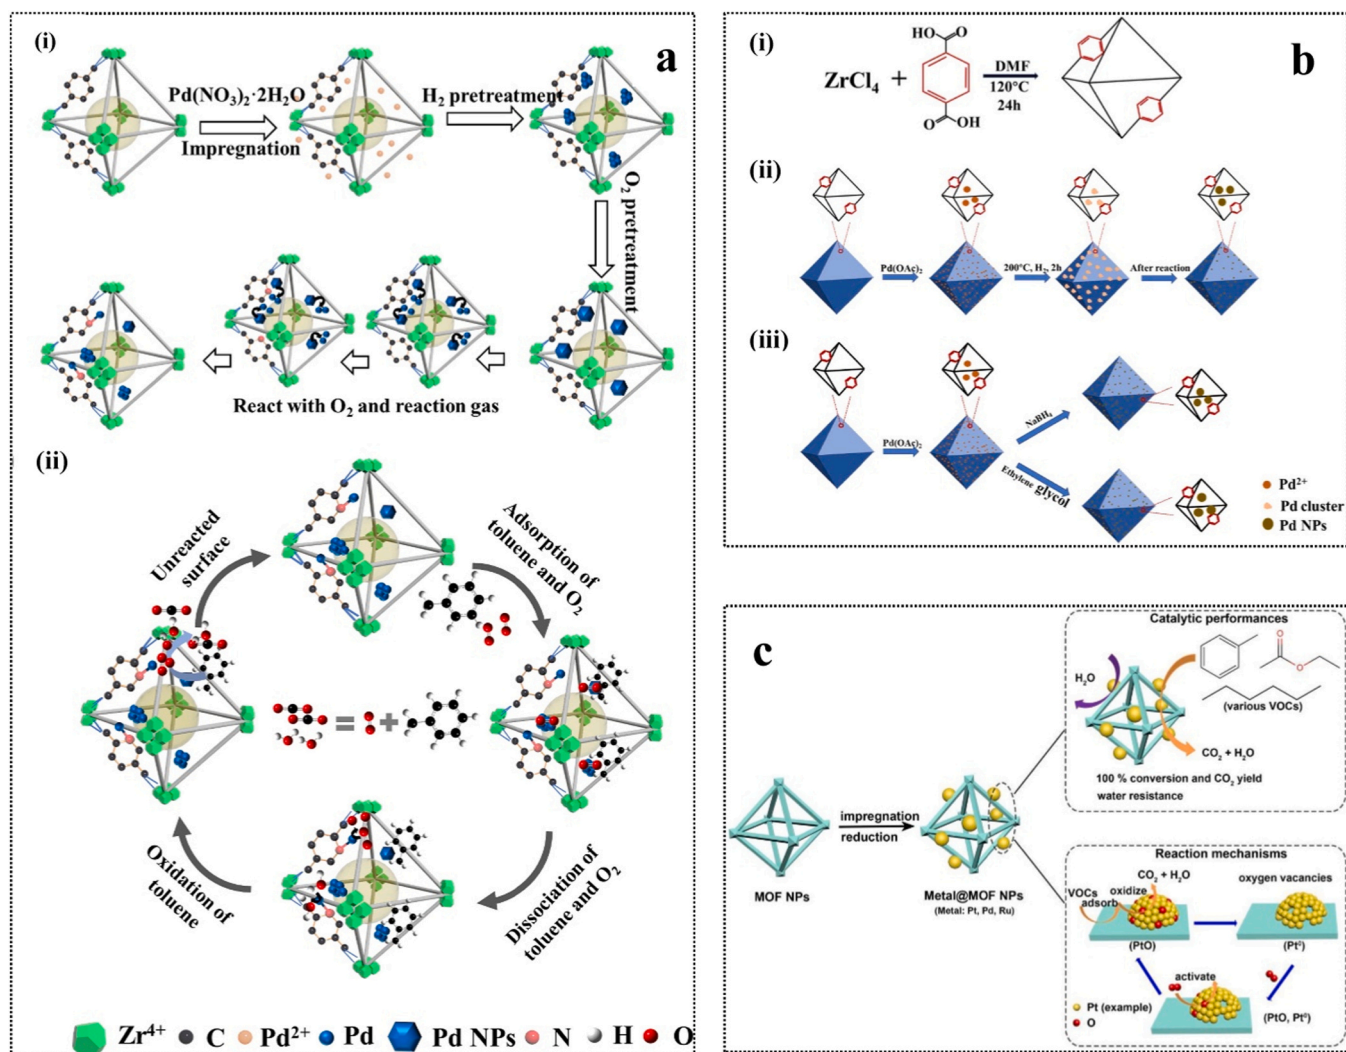 (i)
a
Pd(NO₃)₂·2H₂O
Impregnation
H₂ pretreatment
O₂ pretreatment
React with O₂ and reaction gas
(ii)
Unreacted
surface
Adsorption of
toluene and O₂
=
+
Oxidation of
toluene
Dissociation of
toluene and O₂
Zr⁴⁺
C
Pd²⁺
Pd
Pd NPs
N
H
O
(i)
b
ZrCl₄ +
HO
O
O
OH
DMF
120°C
24h
(ii)
Pd(OAc)₂
200°C, H₂, 2h
After reaction
(iii)
Pd(OAc)₂
NaBH₄
Ethylene glycol
Pd²⁺
Pd cluster
Pd NPs
c
MOF NPs
impregnation
reduction
Metal@MOF NPs
(Metal: Pt, Pd, Ru)
Catalytic performances
H₂O
O
O
(various VOCs)
CO₂ + H₂O
100 % conversion and CO₂ yield
water resistance
Reaction mechanisms
CO₂ + H₂O
VOCs
adsorb
oxidize
oxygen vacancies
(PtO)
(Pt⁰)
activate
(PtO, Pt⁰)
Pt (example)
O